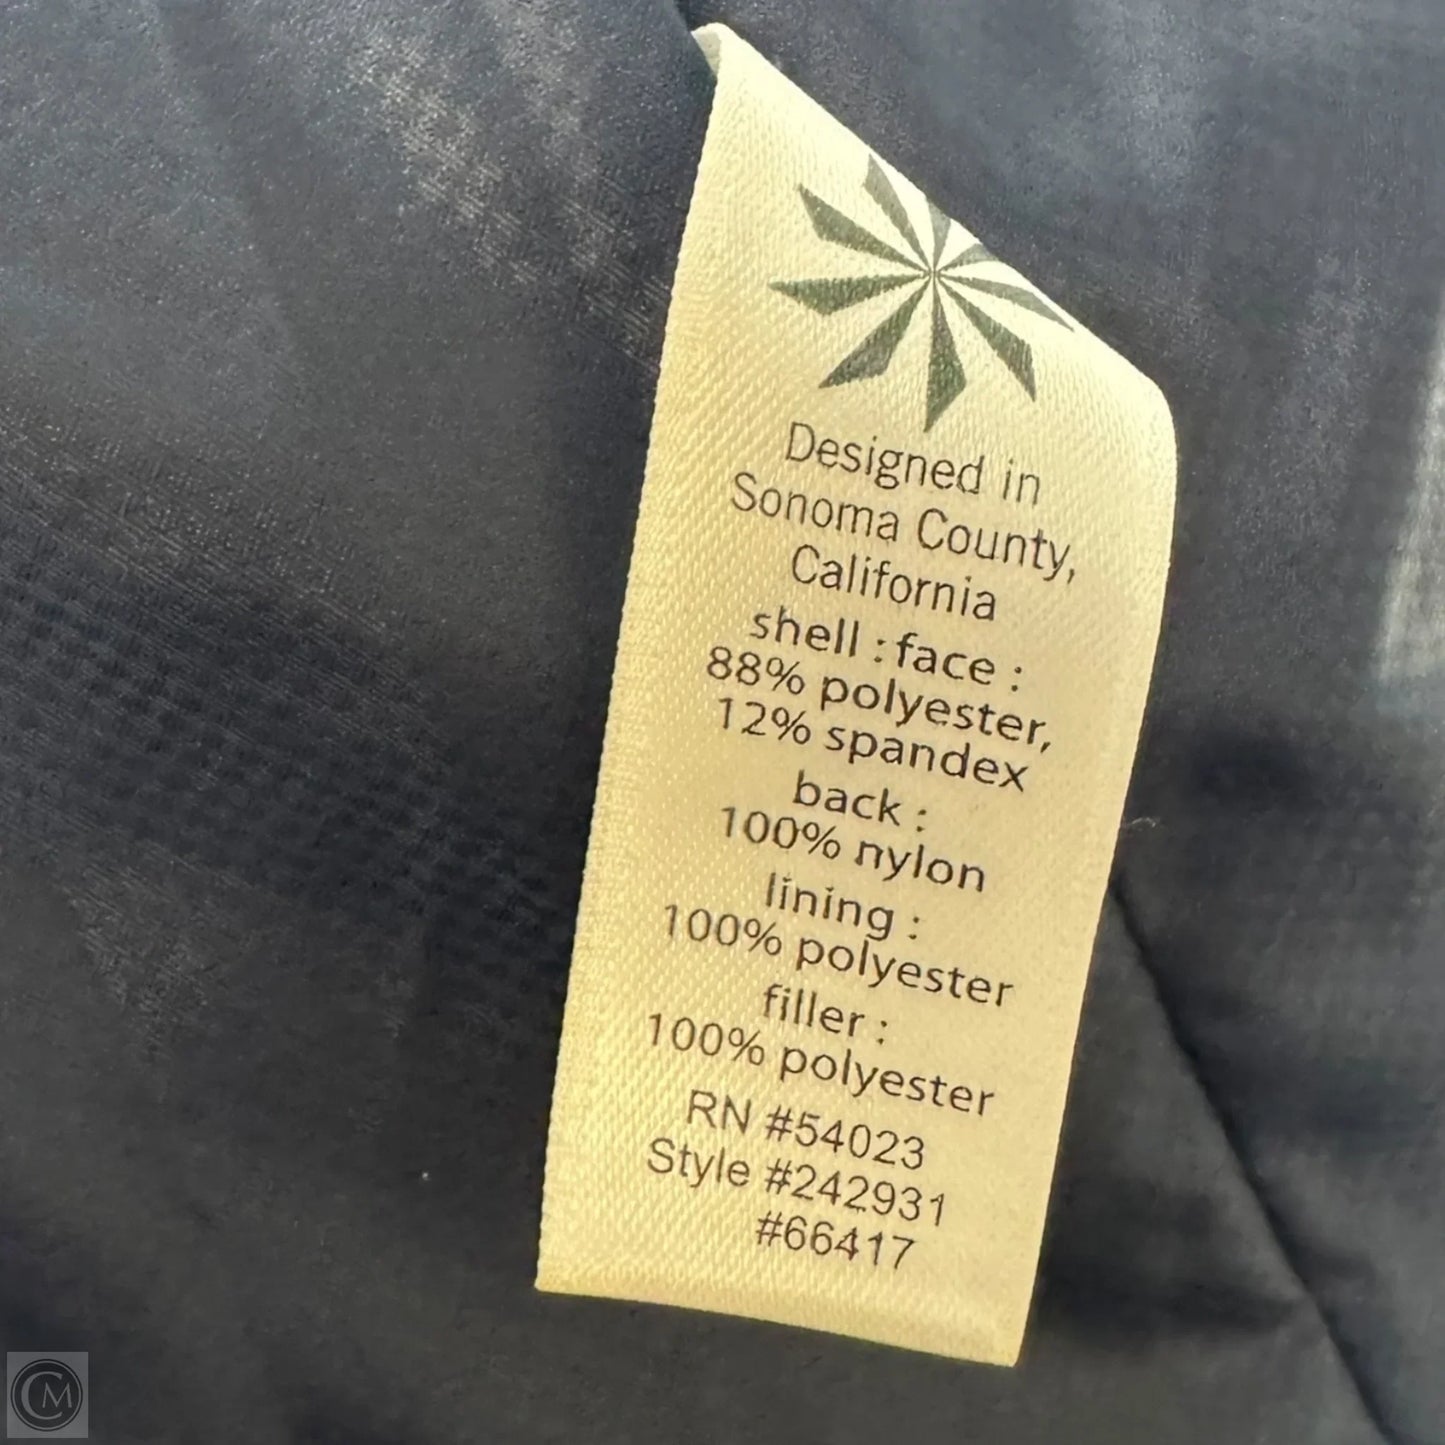 Designed in
Sonoma County,
California
shell : face :
88% polyester,
12% spandex
back :
100% nylon
lining :
100% polyester
filler :
100% polyester
RN #54023
Style #242931
#66417
CM